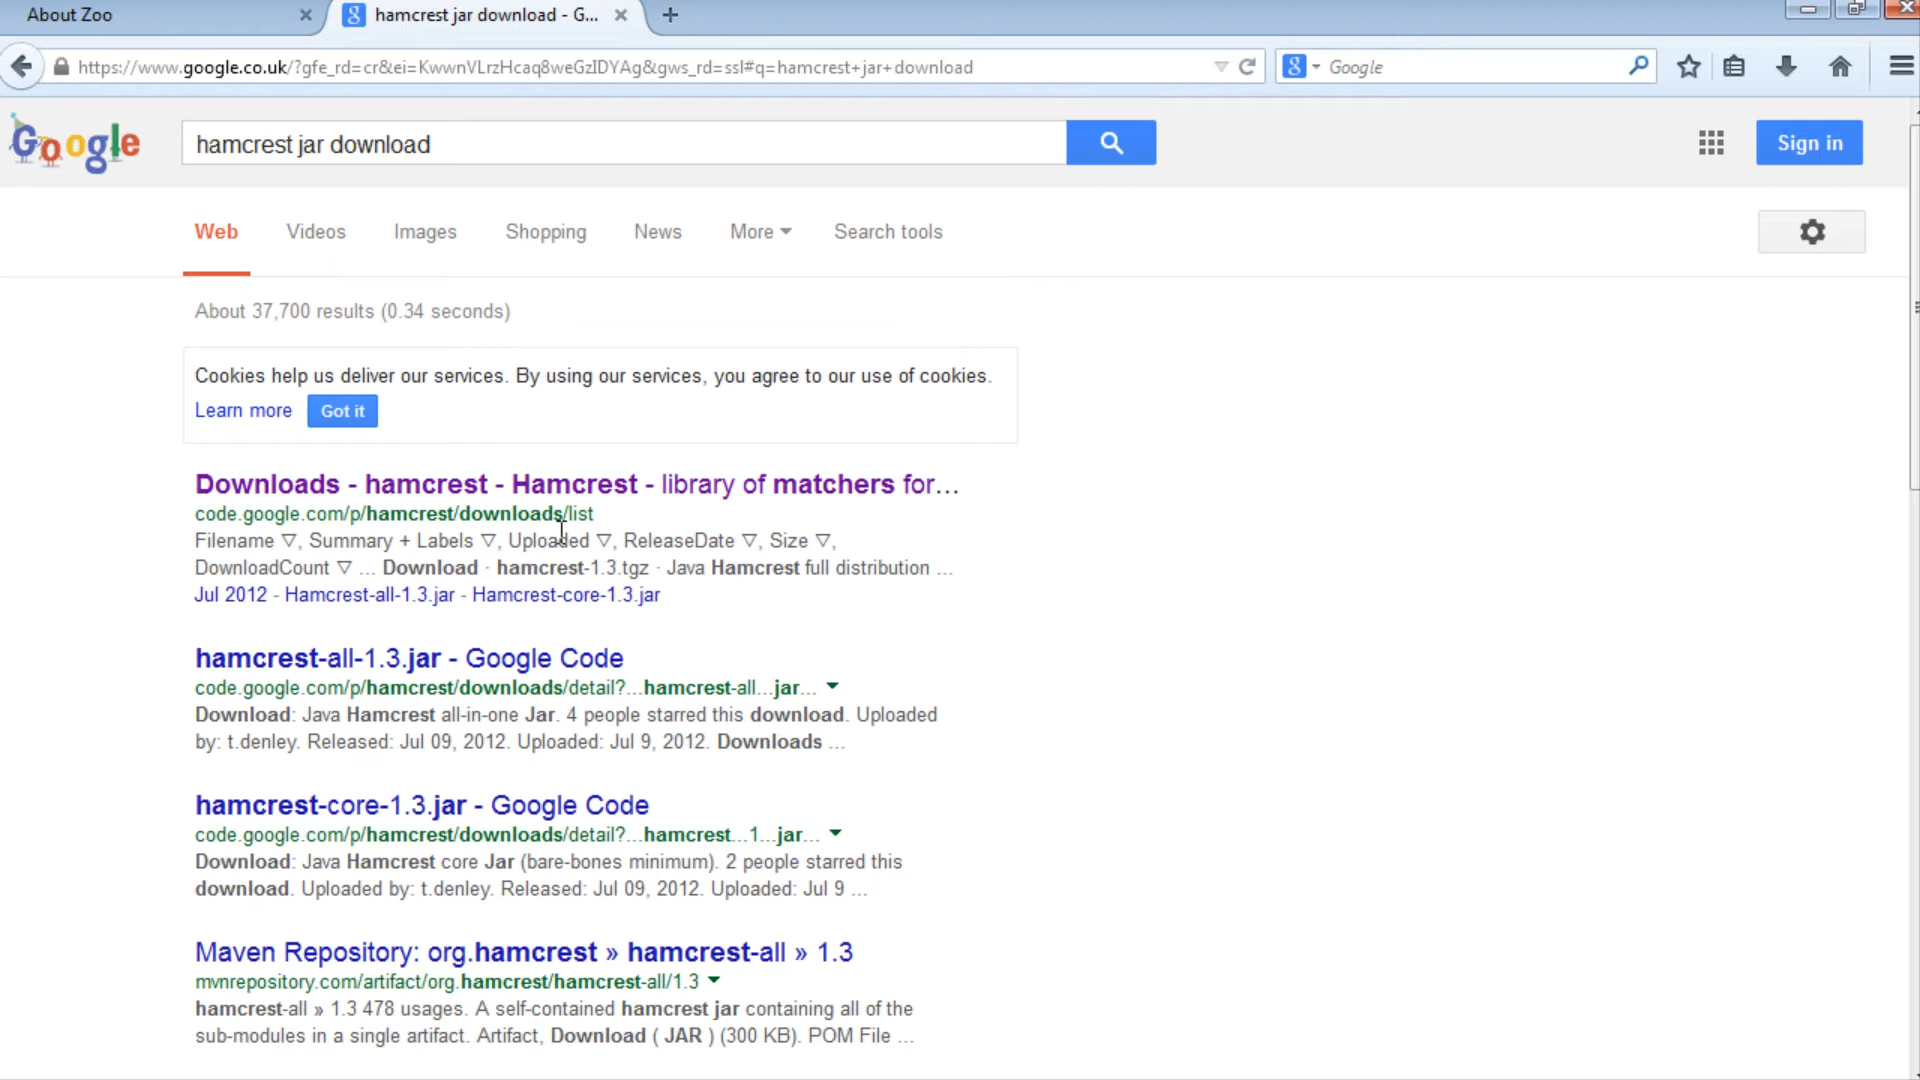 About Zoo
hamcrest jar download - G...
https://www.google.co.uk/?gfe_rd=cr&ei=KwwnVLrzHcaq8weGzIDYAg&gws_rd=ssl#q=hamcrest+jar+download
Google
Google
hamcrest jar download
Sign in
Web Videos Images Shopping News More Search tools
About 37,700 results (0.34 seconds)
Cookies help us deliver our services. By using our services, you agree to our use of cookies.
Learn more Got it
Downloads - hamcrest - Hamcrest - library of matchers for...
code.google.com/p/hamcrest/downloads/list
Filename ▽, Summary + Labels ▽, Uploaded ▽, ReleaseDate ▽, Size ▽,
DownloadCount ▽ ... Download · hamcrest-1.3.tgz · Java Hamcrest full distribution ...
Jul 2012 - Hamcrest-all-1.3.jar - Hamcrest-core-1.3.jar
hamcrest-all-1.3.jar - Google Code
code.google.com/p/hamcrest/downloads/detail?...hamcrest-all...jar...
Download: Java Hamcrest all-in-one Jar. 4 people starred this download. Uploaded
by: t.denley. Released: Jul 09, 2012. Uploaded: Jul 9, 2012. Downloads ...
hamcrest-core-1.3.jar - Google Code
code.google.com/p/hamcrest/downloads/detail?...hamcrest...1...jar...
Download: Java Hamcrest core Jar (bare-bones minimum). 2 people starred this
download. Uploaded by: t.denley. Released: Jul 09, 2012. Uploaded: Jul 9 ...
Maven Repository: org.hamcrest » hamcrest-all » 1.3
mvnrepository.com/artifact/org.hamcrest/hamcrest-all/1.3
hamcrest-all » 1.3 478 usages. A self-contained hamcrest jar containing all of the
sub-modules in a single artifact. Artifact, Download ( JAR ) (300 KB). POM File ...